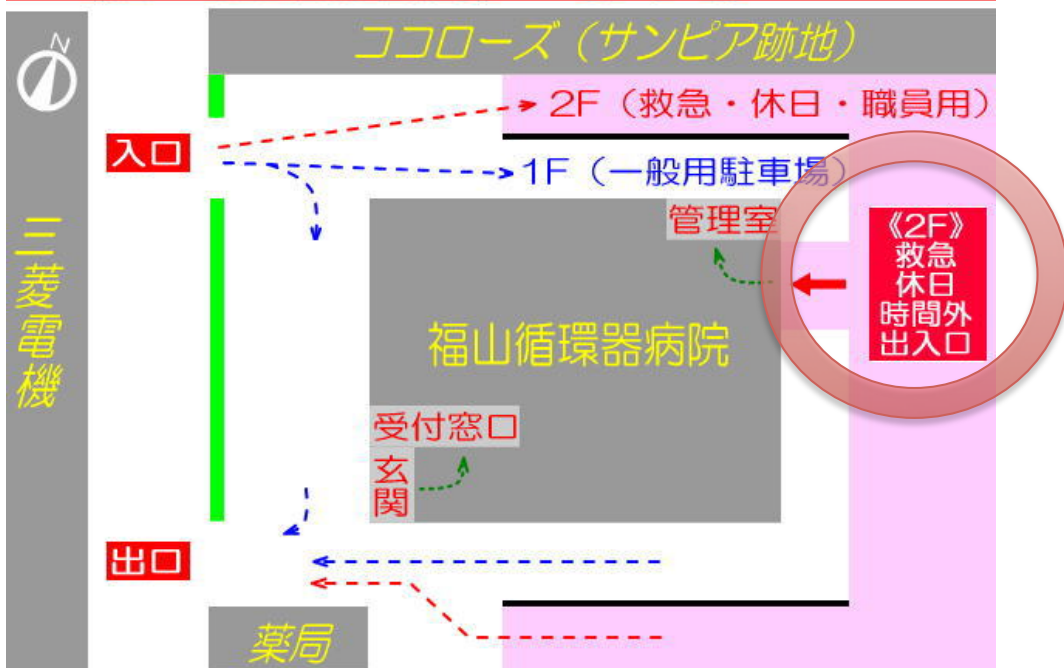 N
ココローズ（サンピア跡地）
2F（救急・休日・職員用）
入口
1F（一般用駐車場）
管理室
《2F》
救急
休日
時間外
出入口
三菱電機
福山循環器病院
受付窓口
玄関
出口
薬局